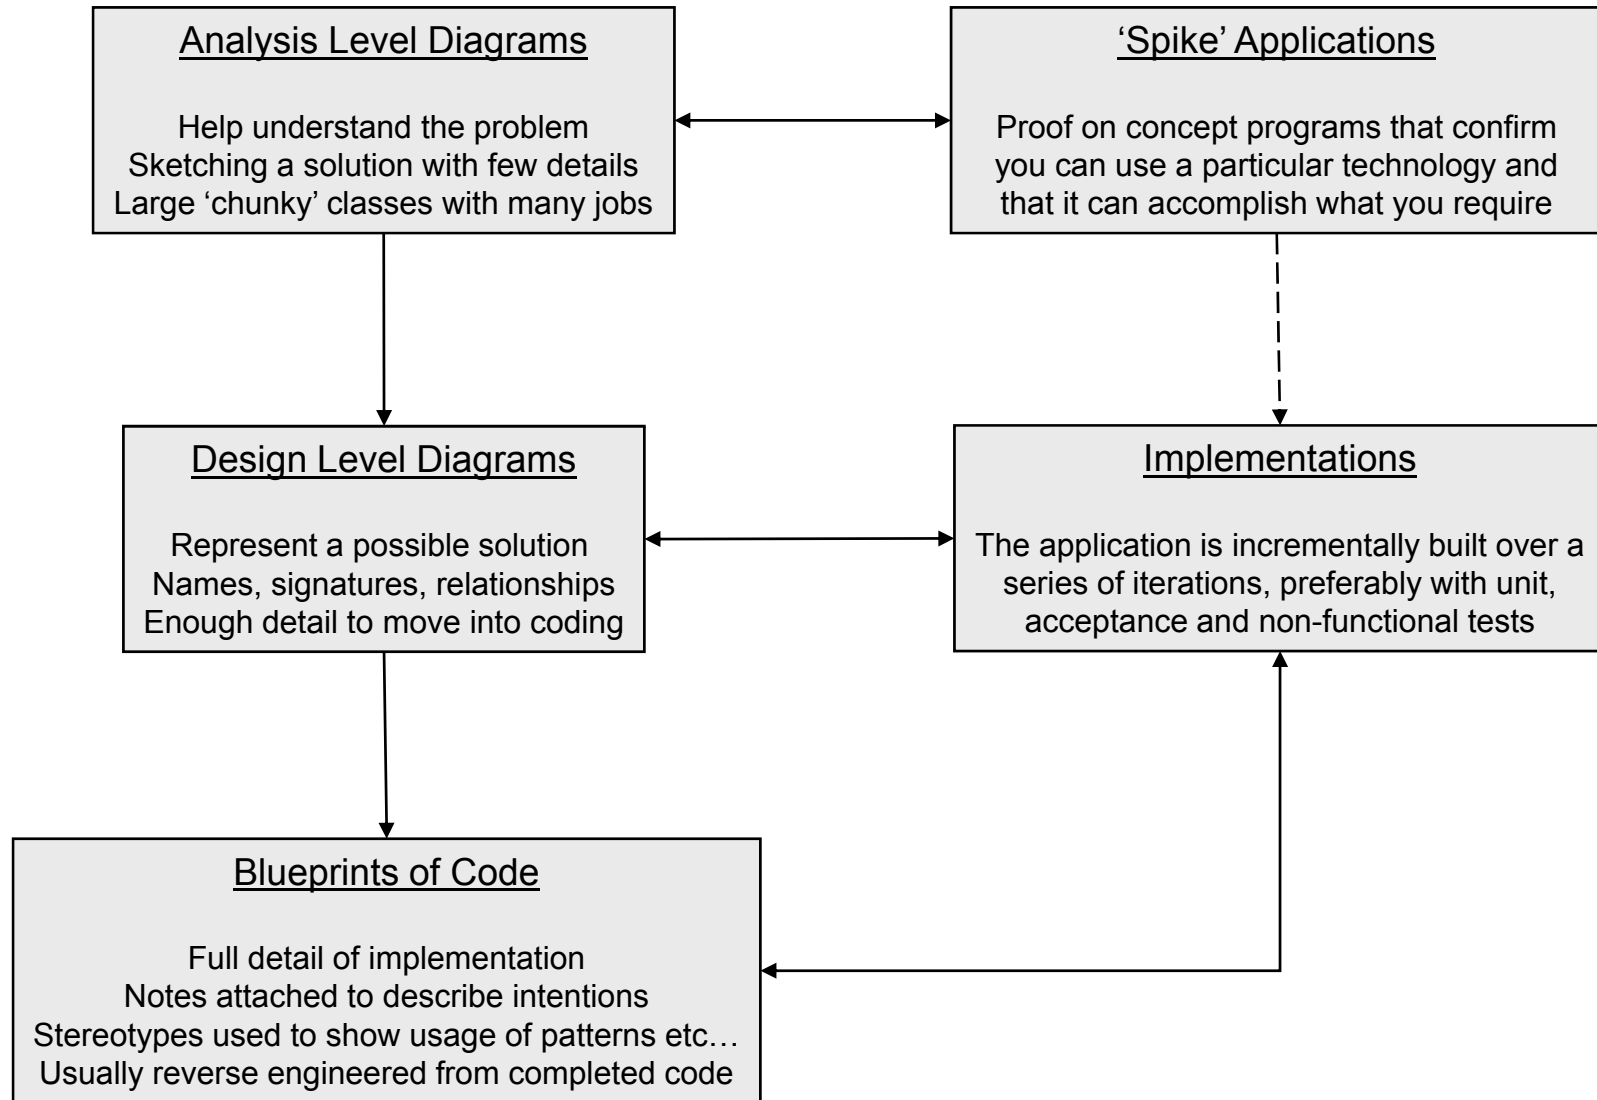 Analysis Level Diagrams
Help understand the problem
Sketching a solution with few details
Large ‘chunky’ classes with many jobs
‘Spike’ Applications
Proof on concept programs that confirm
you can use a particular technology and
that it can accomplish what you require
Design Level Diagrams
Represent a possible solution
Names, signatures, relationships
Enough detail to move into coding
Implementations
The application is incrementally built over a
series of iterations, preferably with unit,
acceptance and non-functional tests
Blueprints of Code
Full detail of implementation
Notes attached to describe intentions
Stereotypes used to show usage of patterns etc…
Usually reverse engineered from completed code